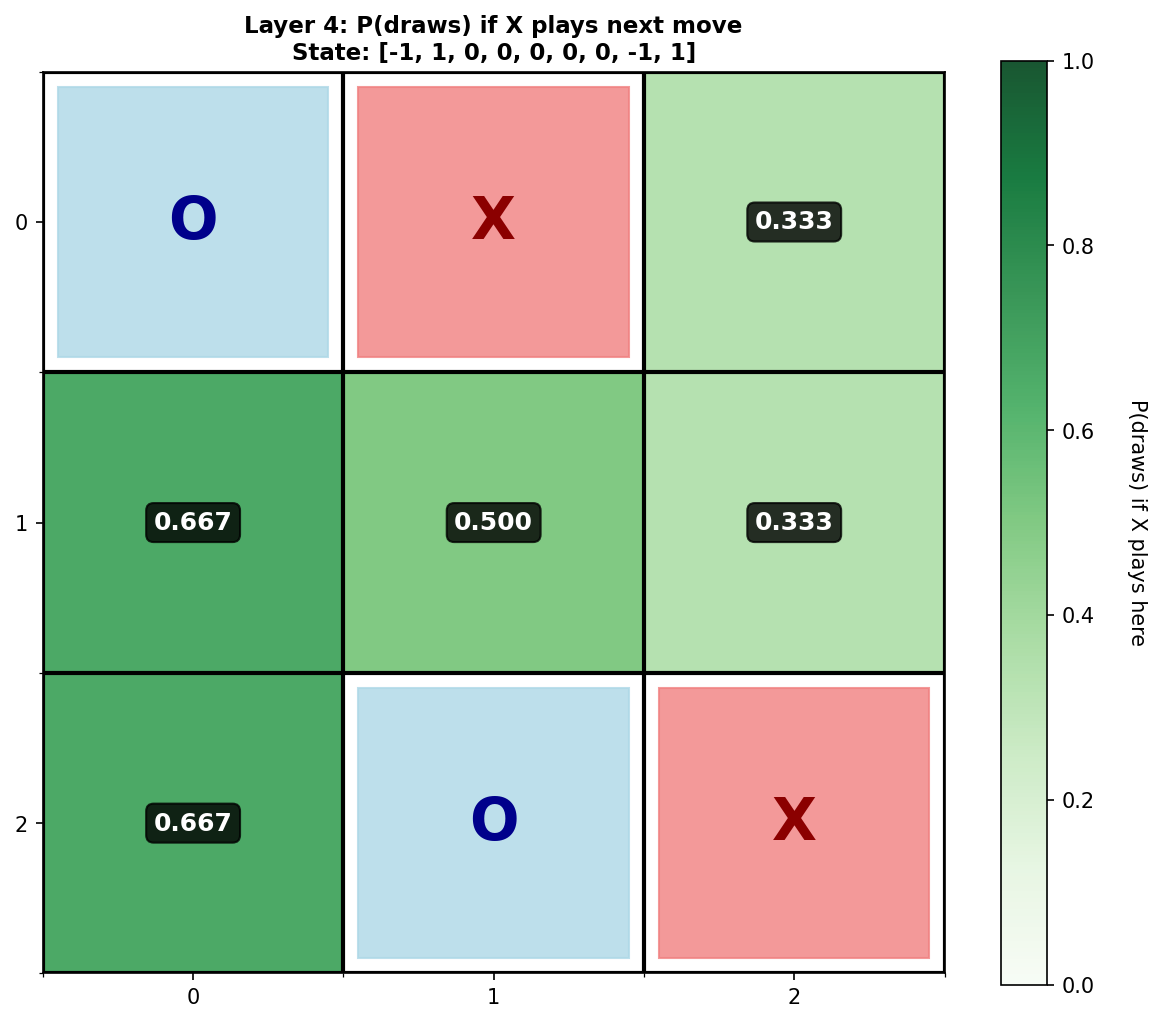 Layer 4: P(draws) if X plays next move
State: [-1, 1, 0, 0, 0, 0, 0, -1, 1]
O
X
0.333
0.667
0.500
0.333
0.667
O
X
0
1
2
0
1
2
1.0
0.8
0.6
0.4
0.2
0.0
P(draws) if X plays here